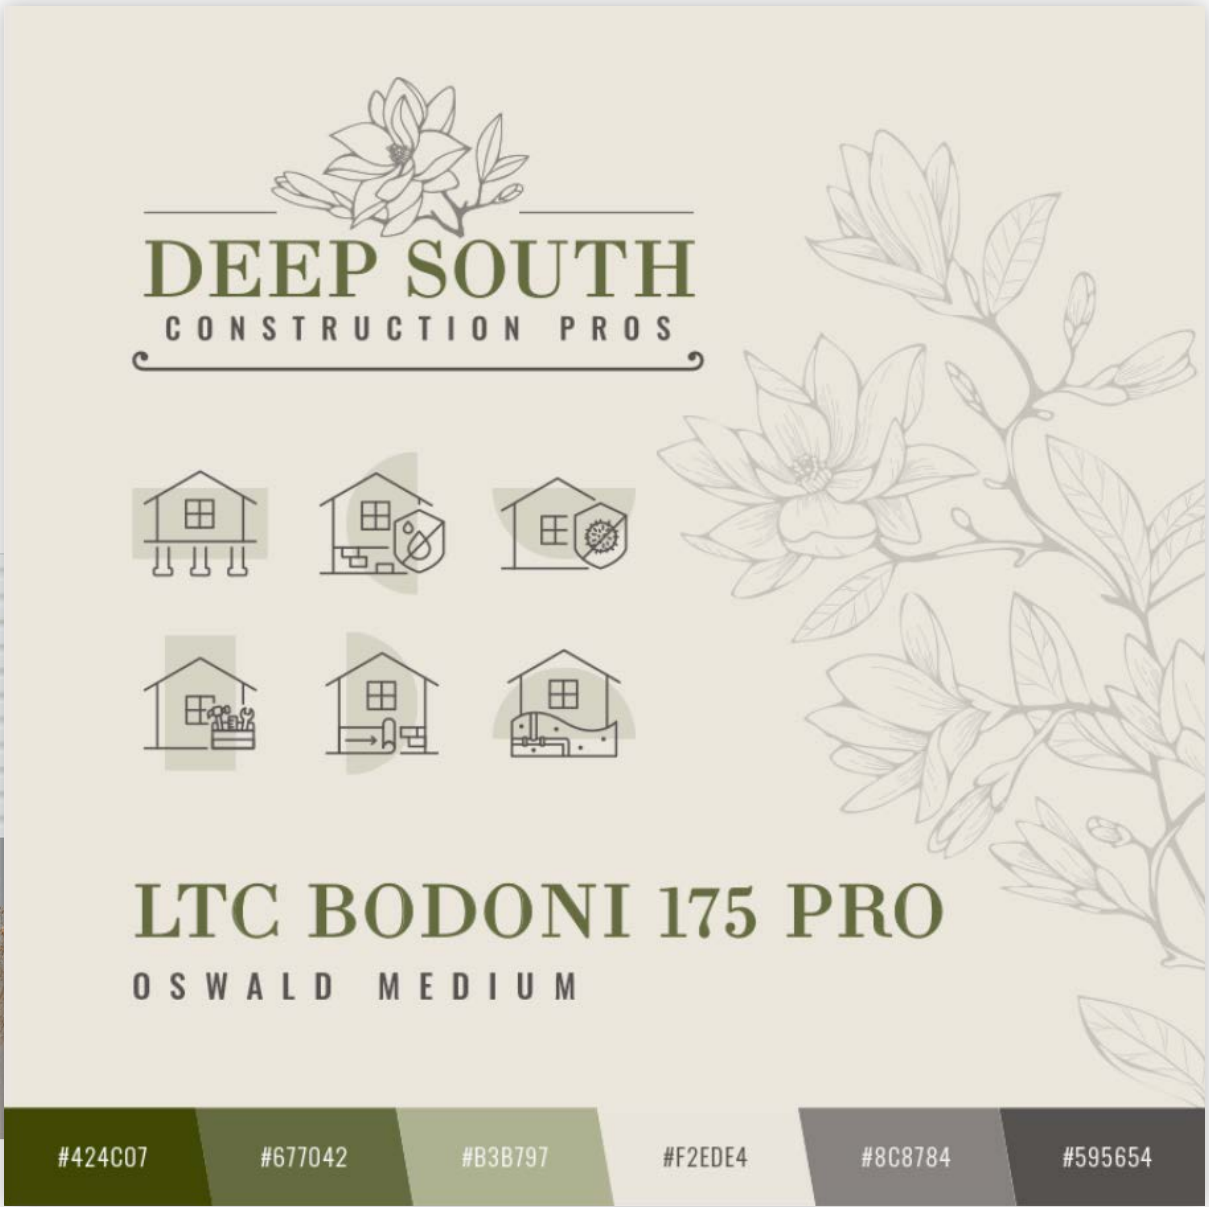 DEEP SOUTH
CONSTRUCTION PROS
LTC BODONI 175 PRO
OSWALD MEDIUM
#424C07
#677042
#B3B797
#F2EDE4
#8C8784
#595654